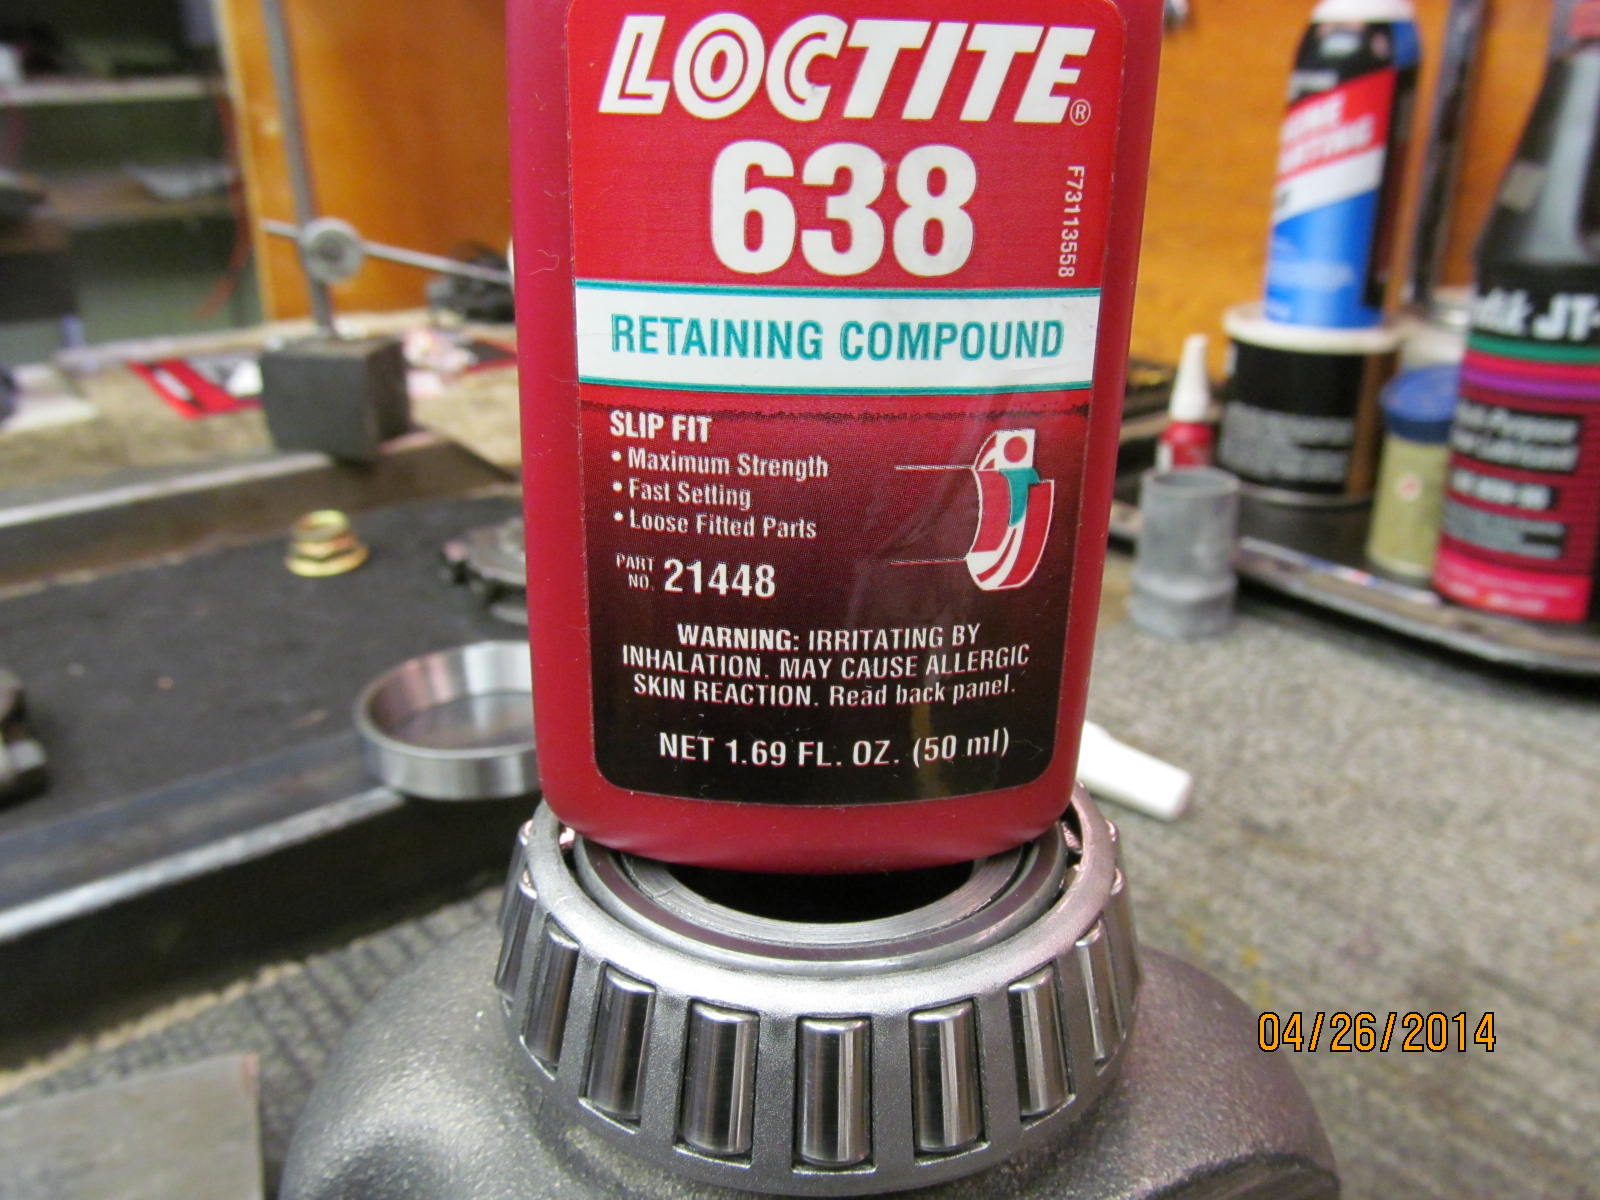 LOCTITE®
638
F73113558
RETAINING COMPOUND
SLIP FIT
• Maximum Strength
• Fast Setting
• Loose Fitted Parts
PART NO. 21448
WARNING: IRRITATING BY
INHALATION. MAY CAUSE ALLERGIC
SKIN REACTION. Read back panel.
NET 1.69 FL. OZ. (50 ml)
04/26/2014